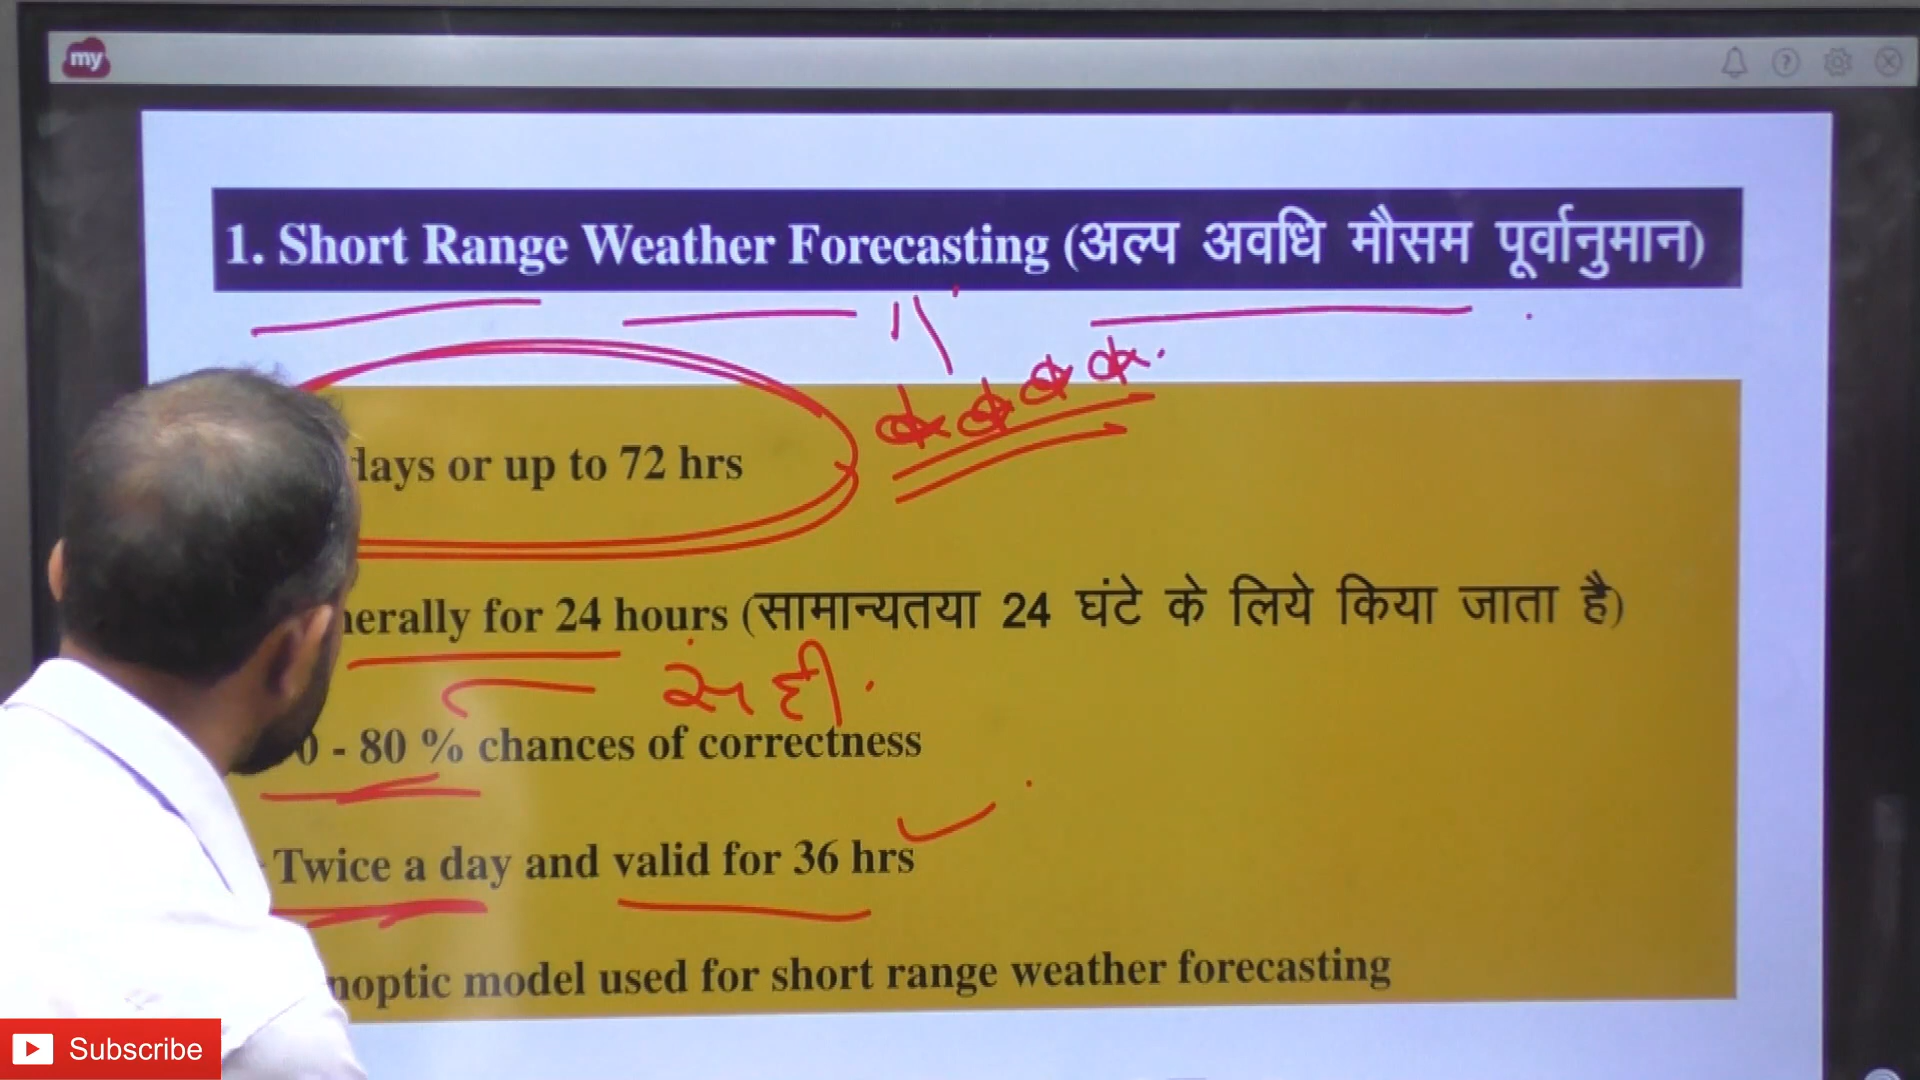 my
1. Short Range Weather Forecasting (अल्प अवधि मौसम पूर्वानुमान)
days or up to 72 hrs
for 24 hours (सामान्यतया 24 घंटे के लिये किया जाता है)
सही
- 80 % chances of correctness
Twice a day and valid for 36 hrs
model used for short range weather forecasting
Subscribe